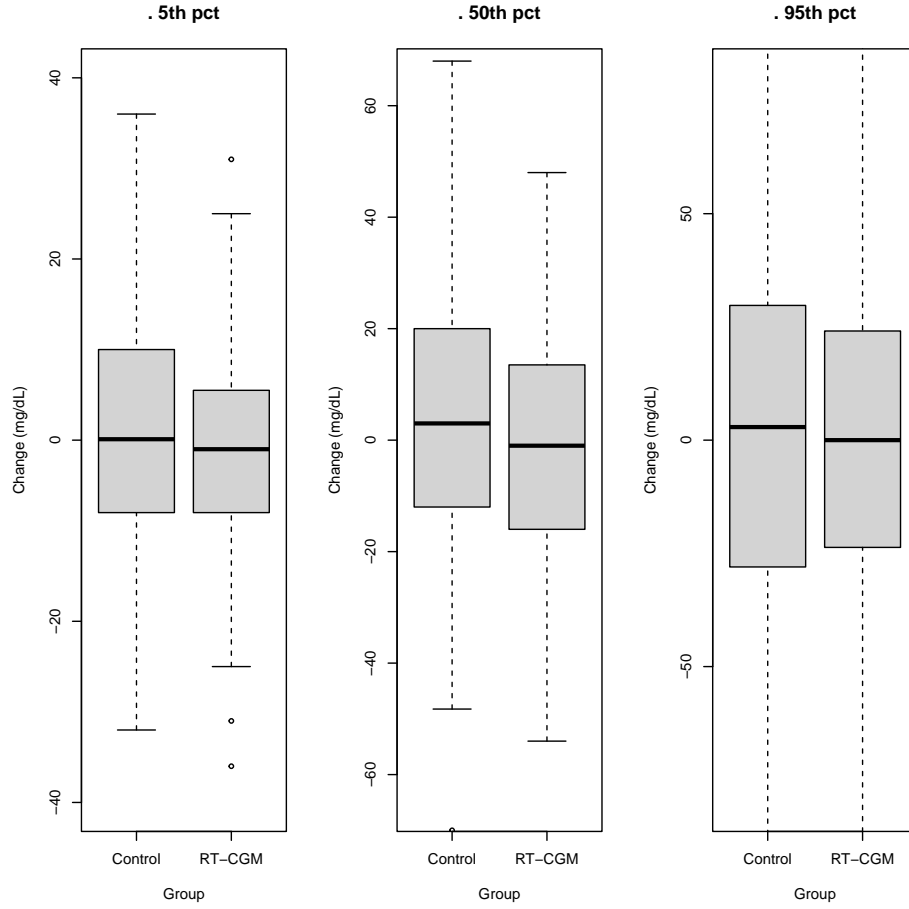 . 5th pct
Change (mg/dL)
40
20
0
−20
−40
Control RT−CGM
Group
. 50th pct
Change (mg/dL)
60
40
20
0
−20
−40
−60
Control RT−CGM
Group
. 95th pct
Change (mg/dL)
50
0
−50
Control RT−CGM
Group